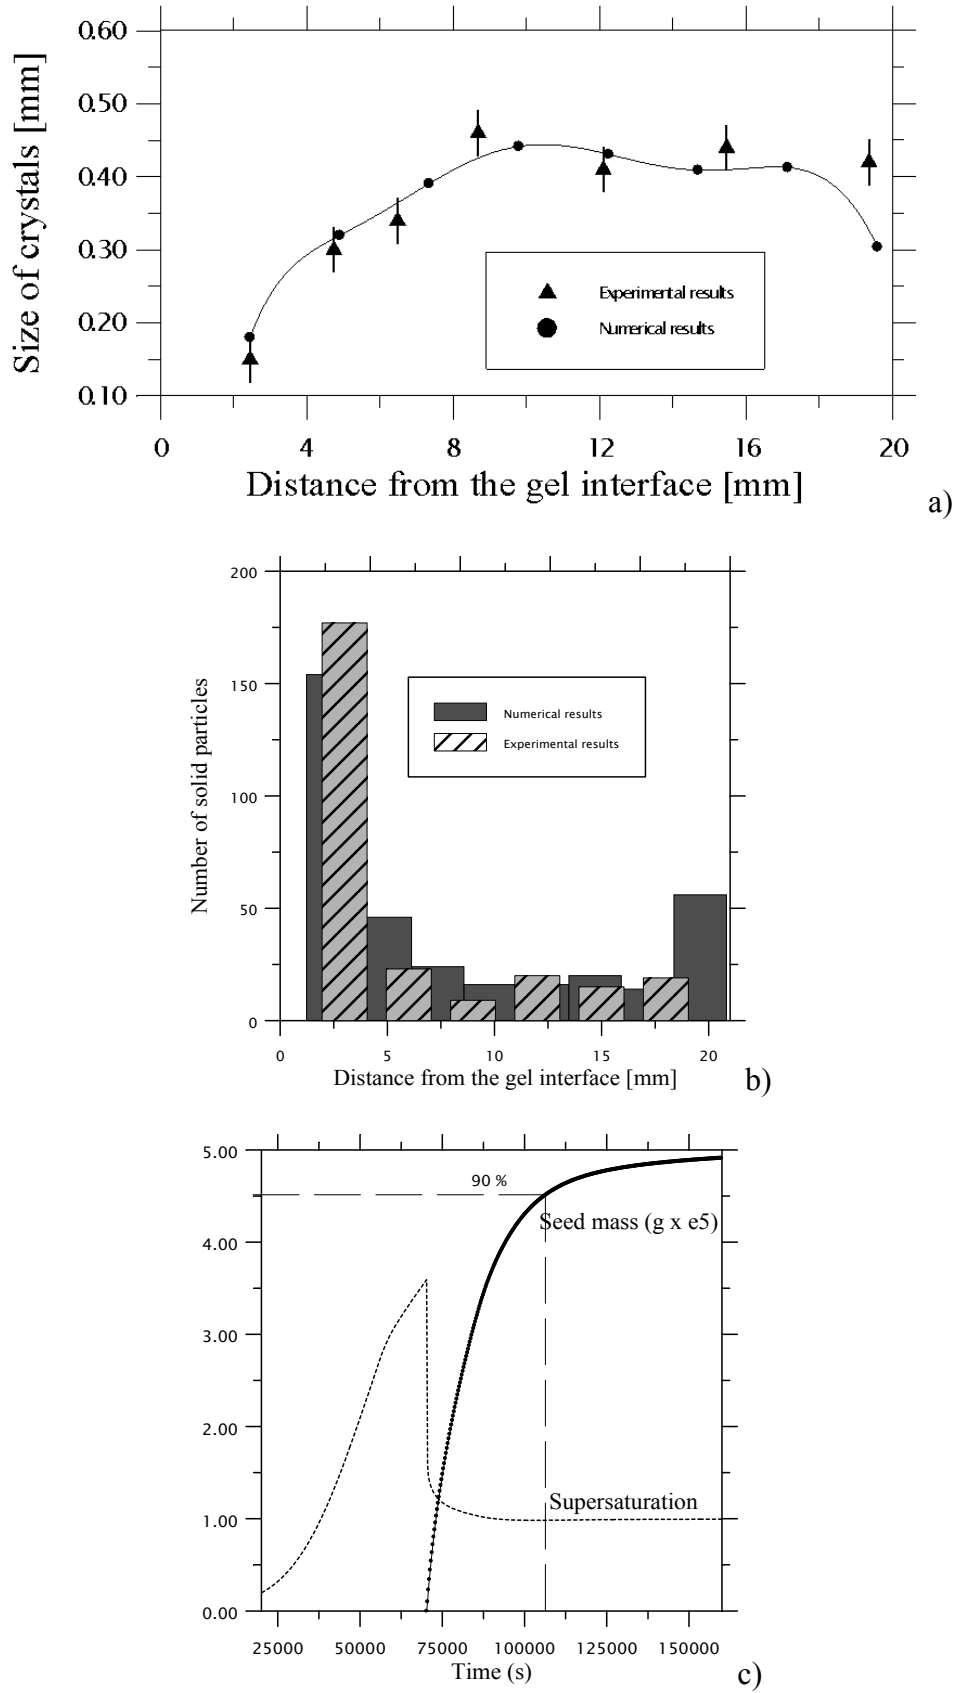 0.60
0.50
0.40
0.30
0.20
0.10
Size of crystals [mm]
Experimental results
Numerical results
0 4 8 12 16 20
Distance from the gel interface [mm]
a)
200
150
100
50
0
Number of solid particles
Numerical results
Experimental results
0 5 10 15 20
Distance from the gel interface [mm]
b)
5.00
4.00
3.00
2.00
1.00
0.00
90 %
Seed mass (g x e5)
Supersaturation
25000 50000 75000 100000 125000 150000
Time (s)
c)